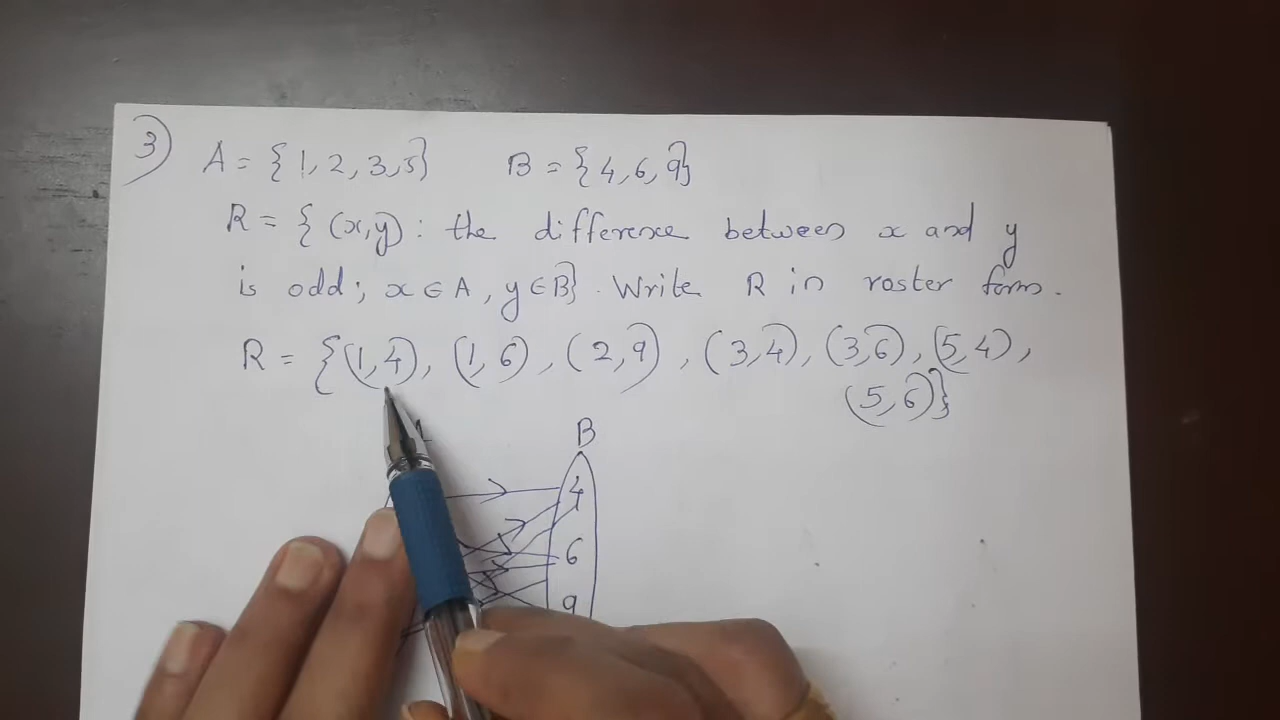 3)
A = {1, 2, 3, 5} B = {4, 6, 9}
R = { (x,y) : the difference between x and y
is odd; x ∈ A, y ∈ B}. Write R in roster form.
R = {(1,4), (1,6), (2,9), (3,4), (3,6), (5,4),
(5,6)}
B
4
6
9